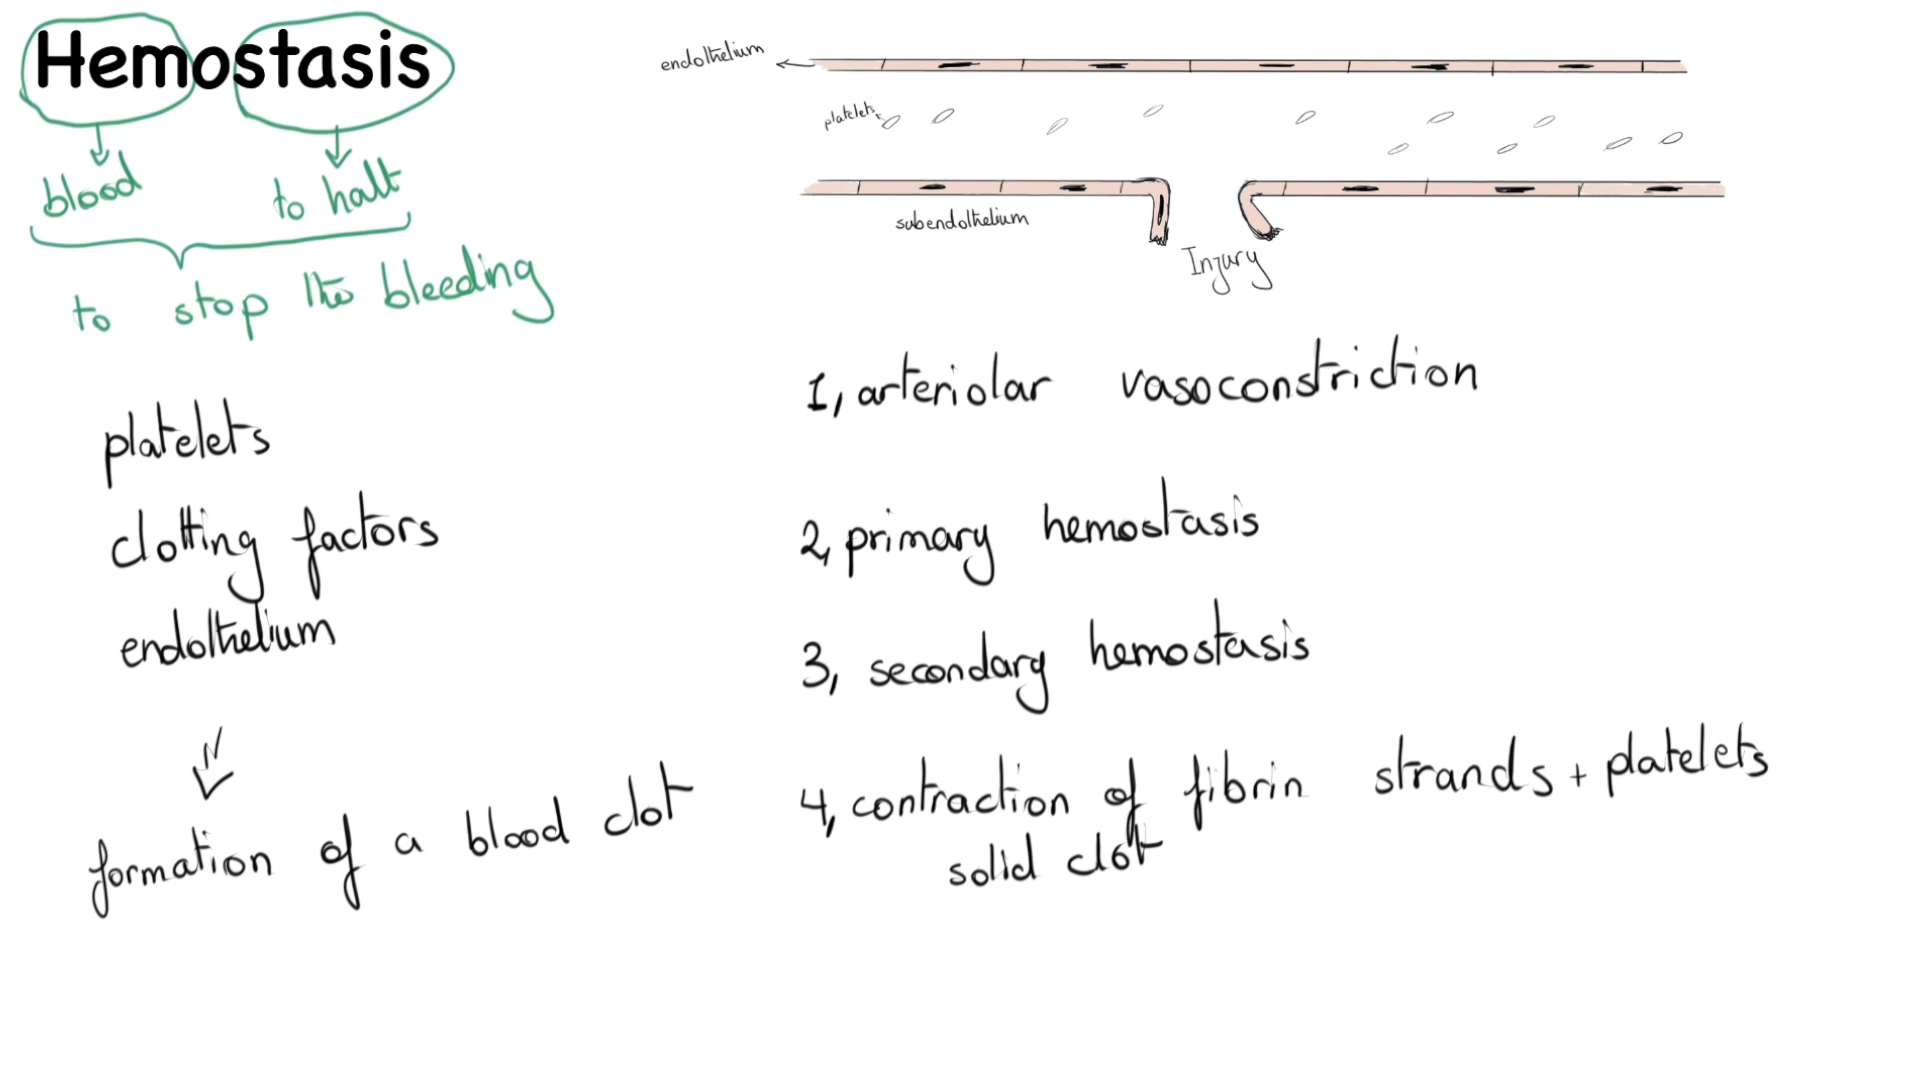 Hemostasis
blood
to halt
to stop the bleeding
platelets
clotting factors
endothelium
formation of a blood clot
endothelium
platelets
subendothelium
Injury
1, arteriolar vasoconstriction
2, primary hemostasis
3, secondary hemostasis
4, contraction of fibrin strands + platelets
solid clot